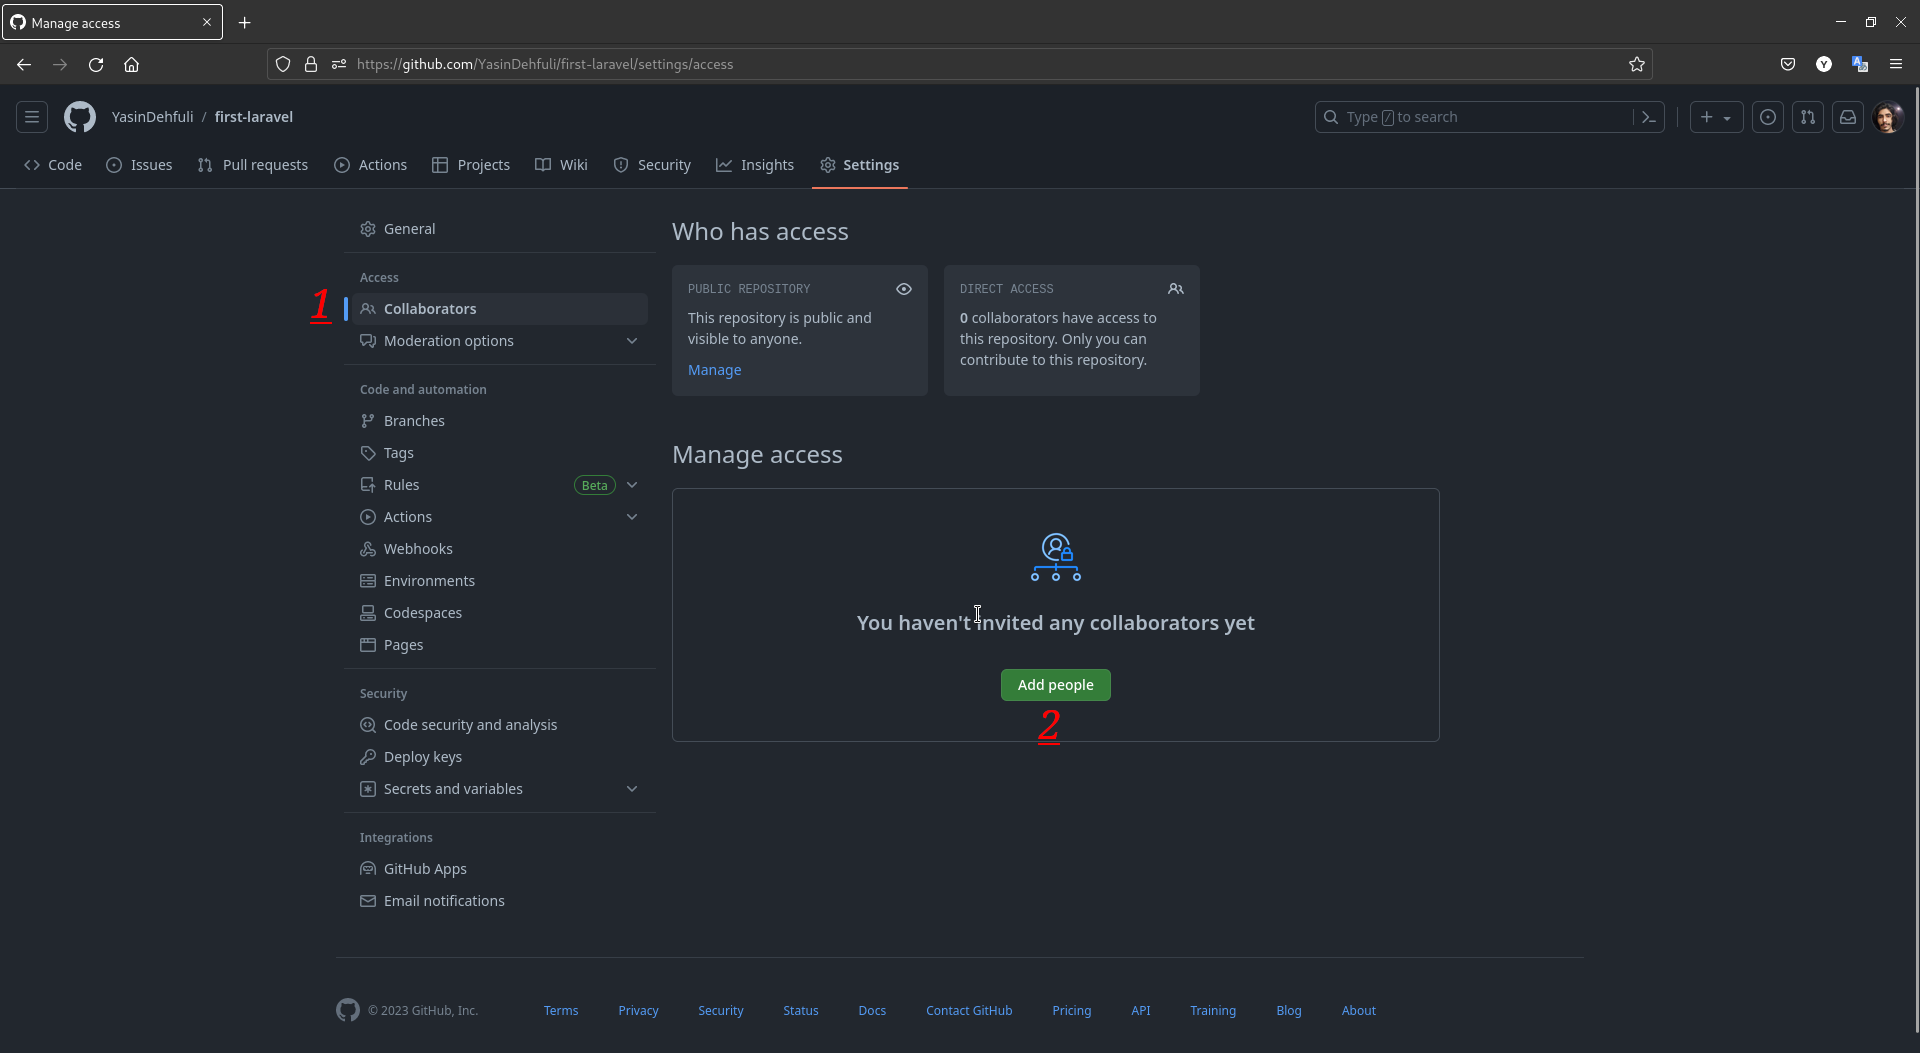 Manage access
https://github.com/YasinDehfuli/first-laravel/settings/access
Y
YasinDehfuli / first-laravel
Type / to search
Code
Issues
Pull requests
Actions
Projects
Wiki
Security
Insights
Settings
General
Access
1
Collaborators
Moderation options
Code and automation
Branches
Tags
Rules
Beta
Actions
Webhooks
Environments
Codespaces
Pages
Security
Code security and analysis
Deploy keys
Secrets and variables
Integrations
GitHub Apps
Email notifications
Who has access
PUBLIC REPOSITORY
This repository is public and
visible to anyone.
Manage
DIRECT ACCESS
0 collaborators have access to
this repository. Only you can
contribute to this repository.
Manage access
You haven't invited any collaborators yet
Add people
2
© 2023 GitHub, Inc.
Terms
Privacy
Security
Status
Docs
Contact GitHub
Pricing
API
Training
Blog
About